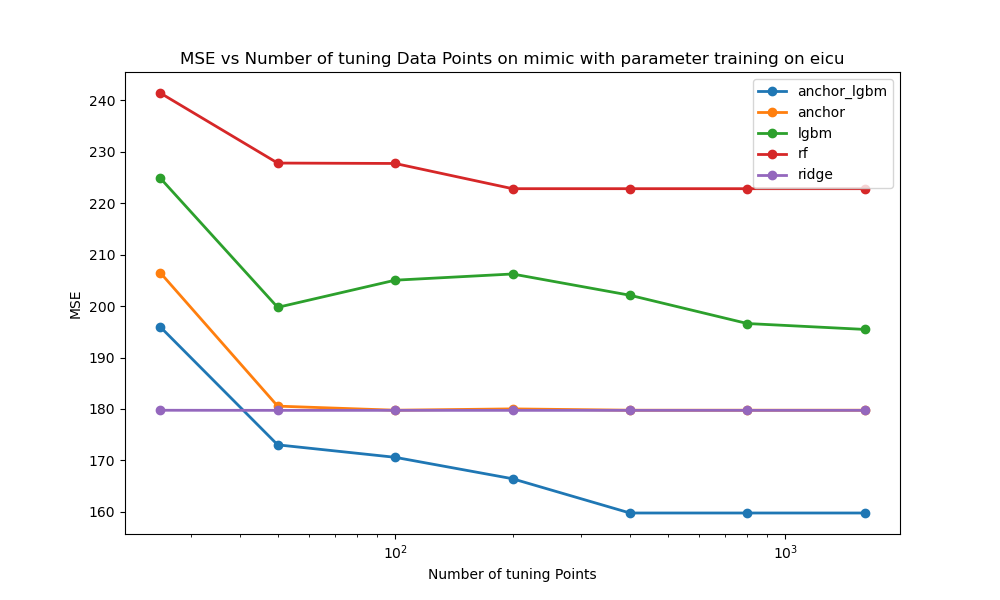 MSE vs Number of tuning Data Points on mimic with parameter training on eicu
240
230
220
210
200
190
180
170
160
MSE
anchor_lgbm
anchor
lgbm
rf
ridge
10²
10³
Number of tuning Points